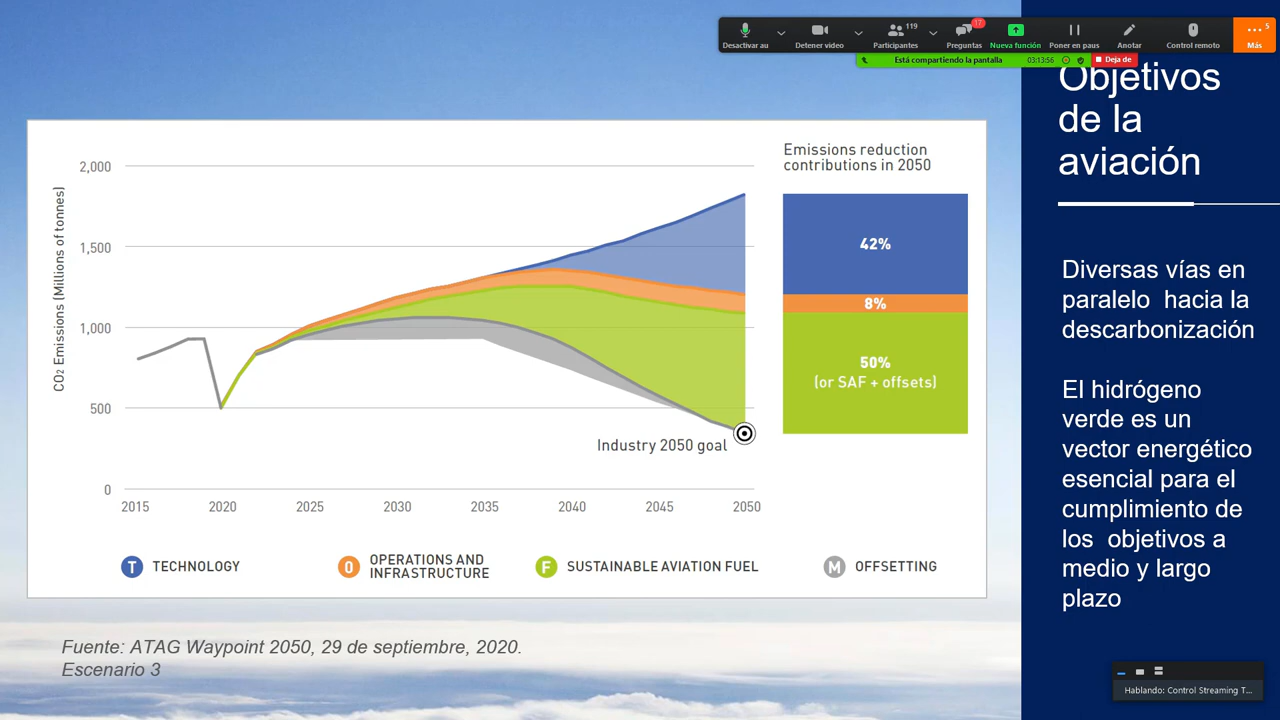 Desactivar au
Detener video
119
Participantes
17
Preguntas
Nueva función
Poner en paus
Anotar
Control remoto
5
Más
Está compartiendo la pantalla
03:13:56
Deja de
Objetivos
de la
aviación
Diversas vías en
paralelo hacia la
descarbonización
El hidrógeno
verde es un
vector energético
esencial para el
cumplimiento de
los objetivos a
medio y largo
plazo
CO₂ Emissions (Millions of tonnes)
2,000
1,500
1,000
500
0
2015 2020 2025 2030 2035 2040 2045 2050
Industry 2050 goal
Emissions reduction
contributions in 2050
42%
8%
50%
(or SAF + offsets)
T TECHNOLOGY
O OPERATIONS AND
INFRASTRUCTURE
F SUSTAINABLE AVIATION FUEL
M OFFSETTING
Fuente: ATAG Waypoint 2050, 29 de septiembre, 2020.
Escenario 3
Hablando: Control Streaming T...